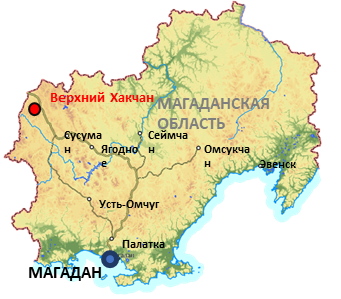 Верхний Хакчан
МАГАДАНСКАЯ
ОБЛАСТЬ
Сусума
н
Ягодно
е
Сеймча
н
Омсукча
н
Эвенск
Усть-Омчуг
Палатка
МАГАДАН